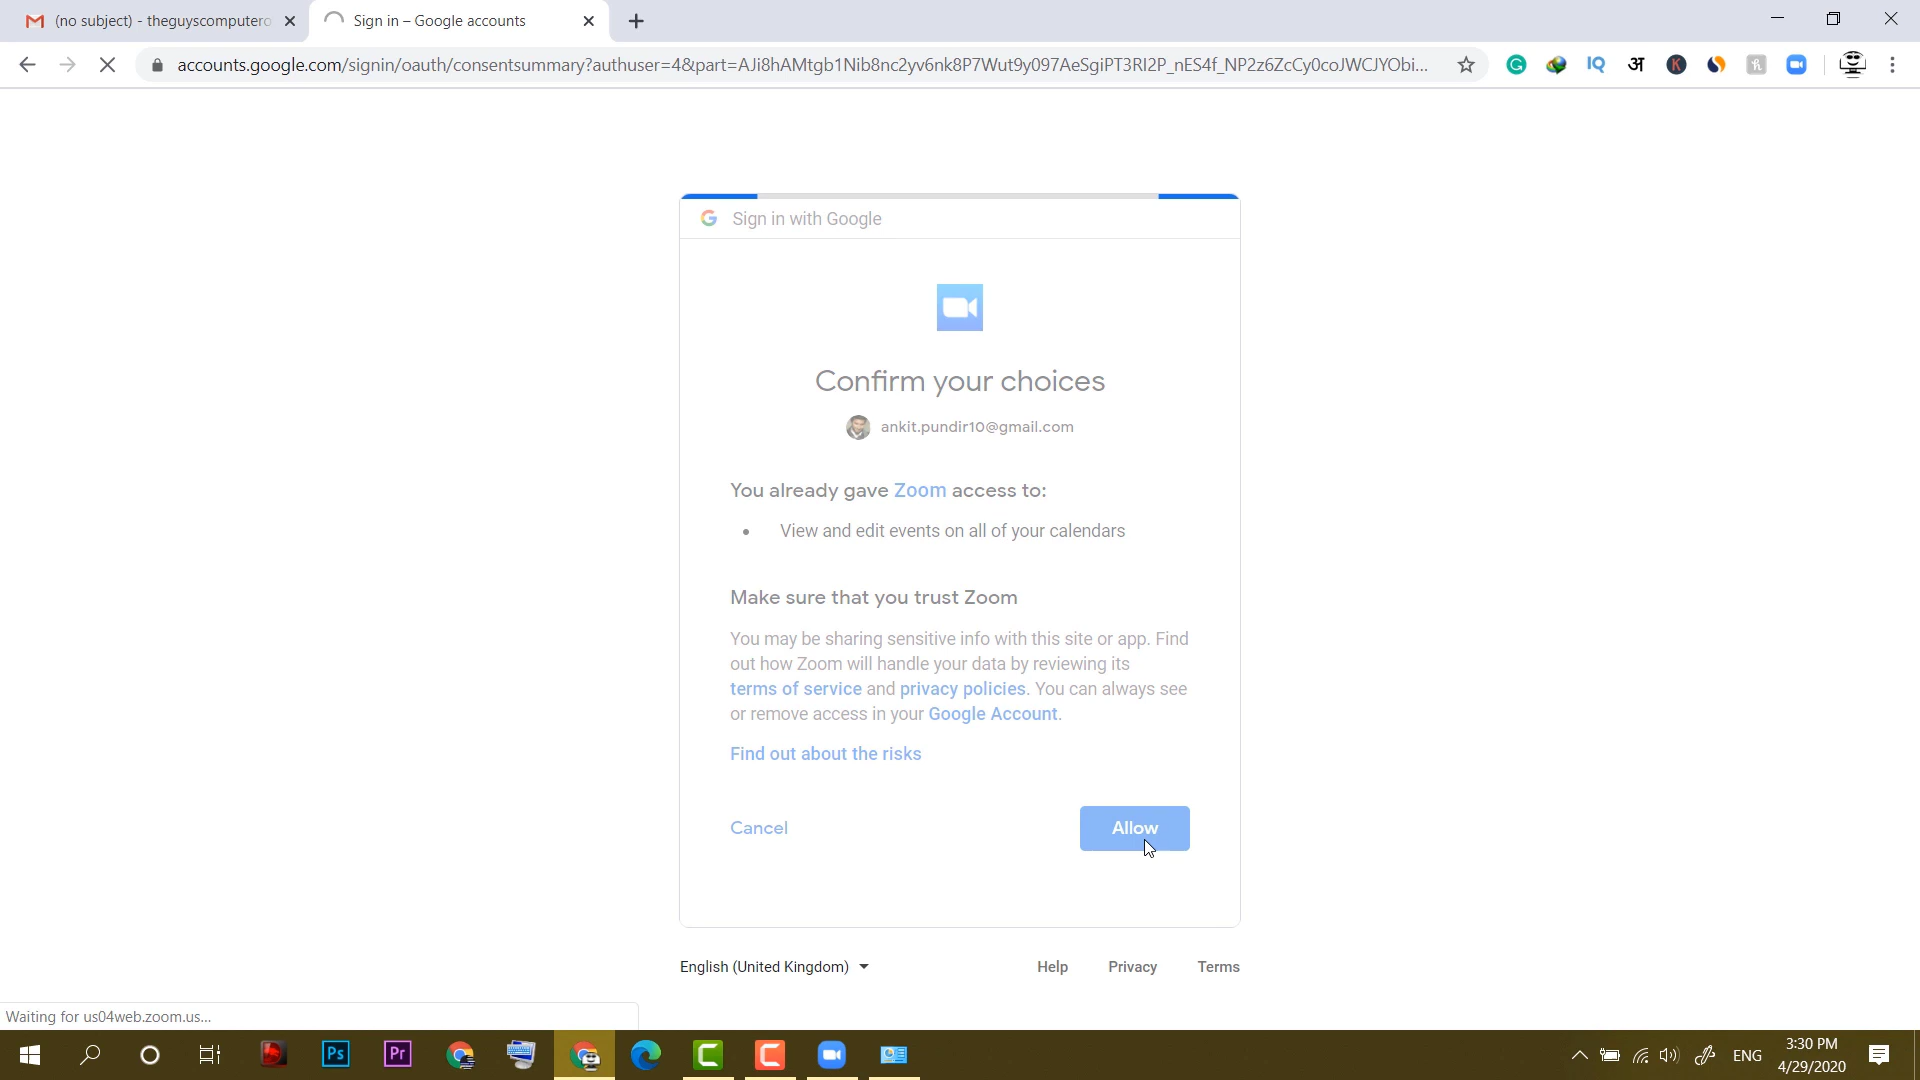 (no subject) - theguyscomputero
Sign in – Google accounts
accounts.google.com/signin/oauth/consentsummary?authuser=4&part=AJi8hAMtgb1Nib8nc2yv6nk8P7Wut9y097AeSgiPT3RI2P_nES4f_NP2z6ZcCy0coJWCJYObi...
IQ
अ
K
Sign in with Google
Confirm your choices
ankit.pundir10@gmail.com
You already gave Zoom access to:
• View and edit events on all of your calendars
Make sure that you trust Zoom
You may be sharing sensitive info with this site or app. Find
out how Zoom will handle your data by reviewing its
terms of service and privacy policies. You can always see
or remove access in your Google Account.
Find out about the risks
Cancel
Allow
English (United Kingdom)
Help
Privacy
Terms
Waiting for us04web.zoom.us...
Ps
Pr
ENG
3:30 PM
4/29/2020